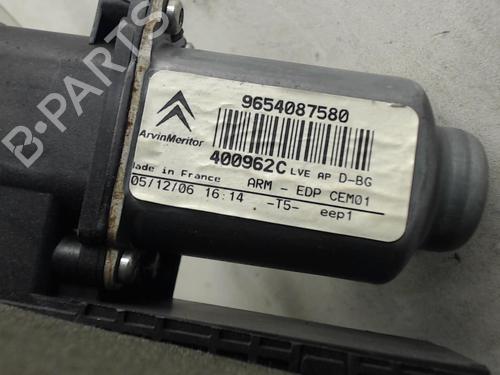 B-PARTS
9654087580
ArvinMeritor
400962C LVE AP D-BG
Made in France ARM - EDP CEM01
05/12/06 16:14 -T5- eep1